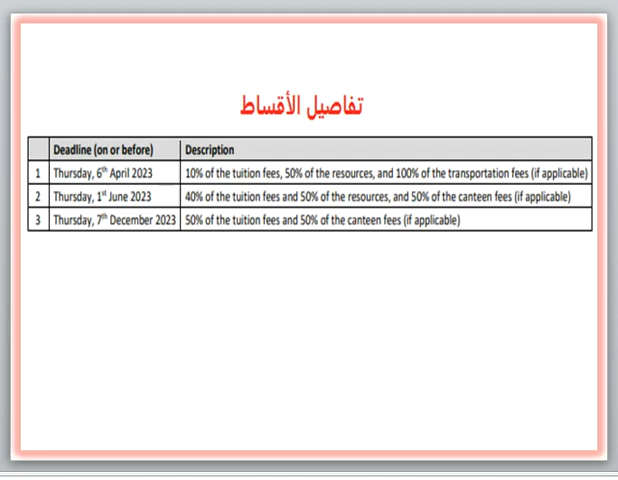 تفاصيل الأقساط
Deadline (on or before) Description
1 Thursday, 6th April 2023 10% of the tuition fees, 50% of the resources, and 100% of the transportation fees (if applicable)
2 Thursday, 1st June 2023 40% of the tuition fees and 50% of the resources, and 50% of the canteen fees (if applicable)
3 Thursday, 7th December 2023 50% of the tuition fees and 50% of the canteen fees (if applicable)